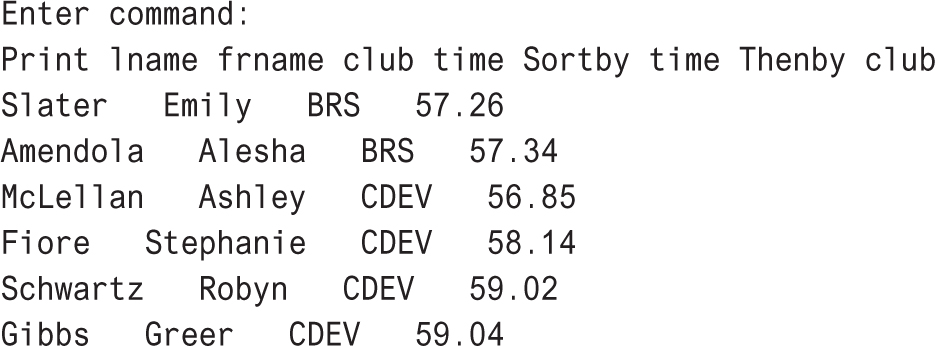 Enter command:
Print lname frname club time Sortby time Thenby club
Slater Emily BRS 57.26
Amendola Alesha BRS 57.34
McLellan Ashley CDEV 56.85
Fiore Stephanie CDEV 58.14
Schwartz Robyn CDEV 59.02
Gibbs Greer CDEV 59.04